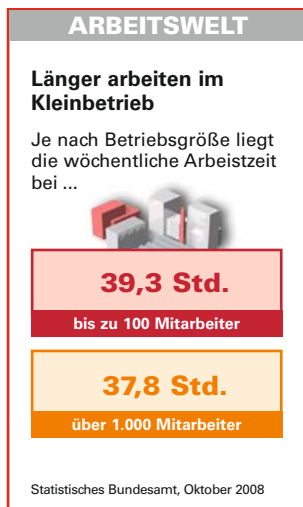 ARBEITSWELT
Länger arbeiten im
Kleinbetrieb
Je nach Betriebsgröße liegt
die wöchentliche Arbeistzeit
bei ...
39,3 Std.
bis zu 100 Mitarbeiter
37,8 Std.
über 1.000 Mitarbeiter
Statistisches Bundesamt, Oktober 2008